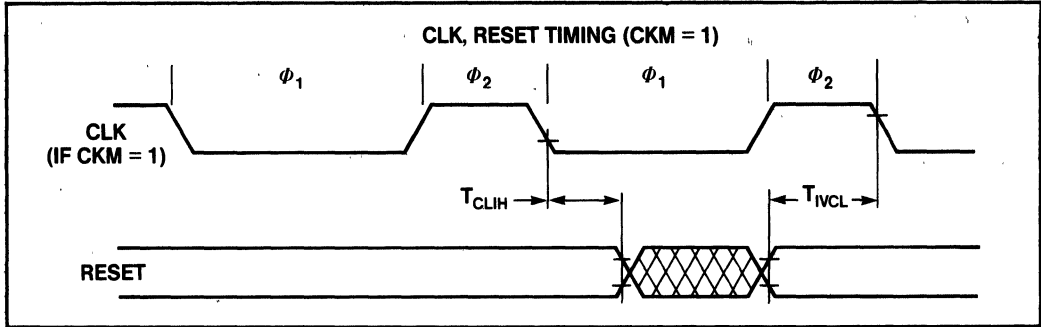 CLK, RESET TIMING (CKM = 1)
Φ1 Φ2 Φ1 Φ2
CLK
(IF CKM = 1)
TCLIH TIVCL
RESET